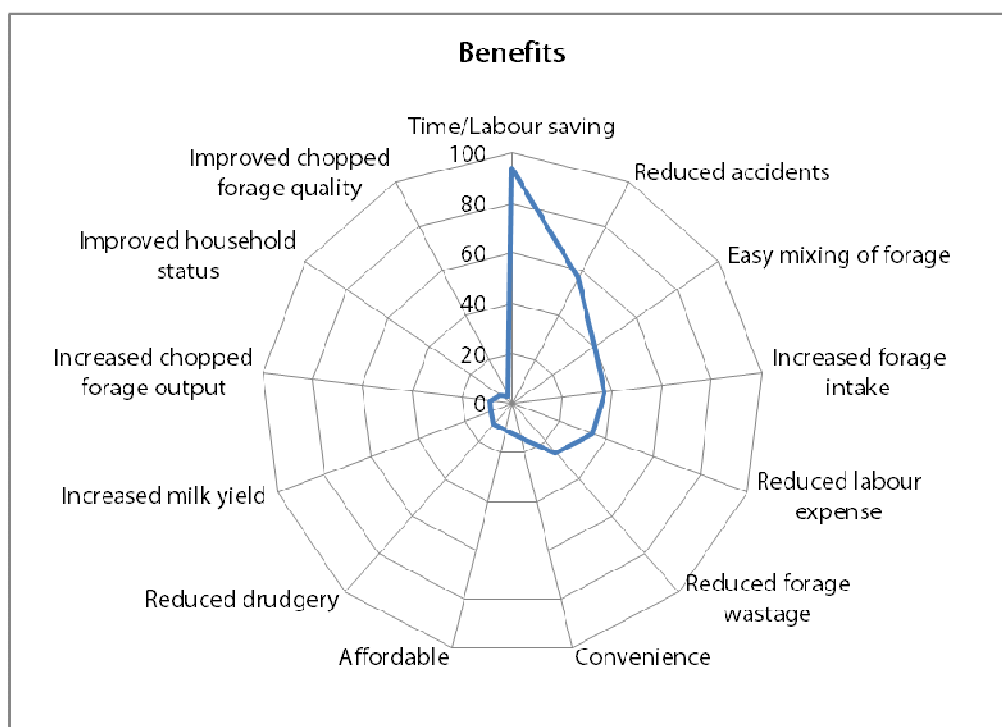 Benefits
Time/Labour saving
Reduced accidents
Easy mixing of forage
Increased forage
intake
Reduced labour
expense
Reduced forage
wastage
Convenience
Affordable
Reduced drudgery
Increased milk yield
Increased chopped
forage output
Improved household
status
Improved chopped
forage quality
100
80
60
40
20
0